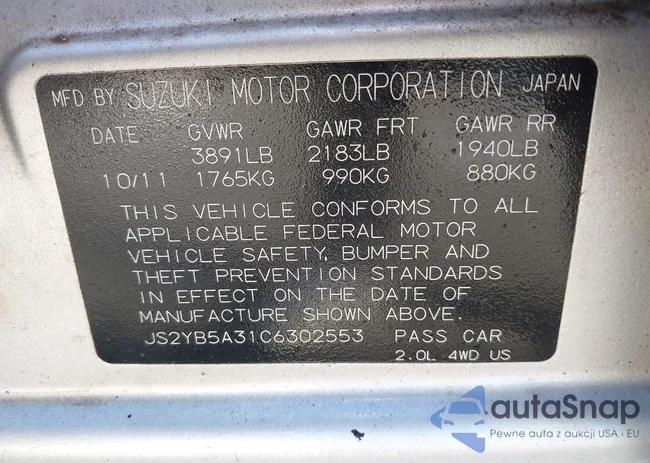 MFD BY SUZUKI MOTOR CORPORATION JAPAN
DATE GVWR GAWR FRT GAWR RR
3891LB 2183LB 1940LB
10/11 1765KG 990KG 880KG
THIS VEHICLE CONFORMS TO ALL
APPLICABLE FEDERAL MOTOR
VEHICLE SAFETY, BUMPER AND
THEFT PREVENTION STANDARDS
IN EFFECT ON THE DATE OF
MANUFACTURE SHOWN ABOVE.
JS2YB5A31C6302553 PASS CAR
2.0L 4WD US
autaSnap
Pewne auta z aukcji USA i EU